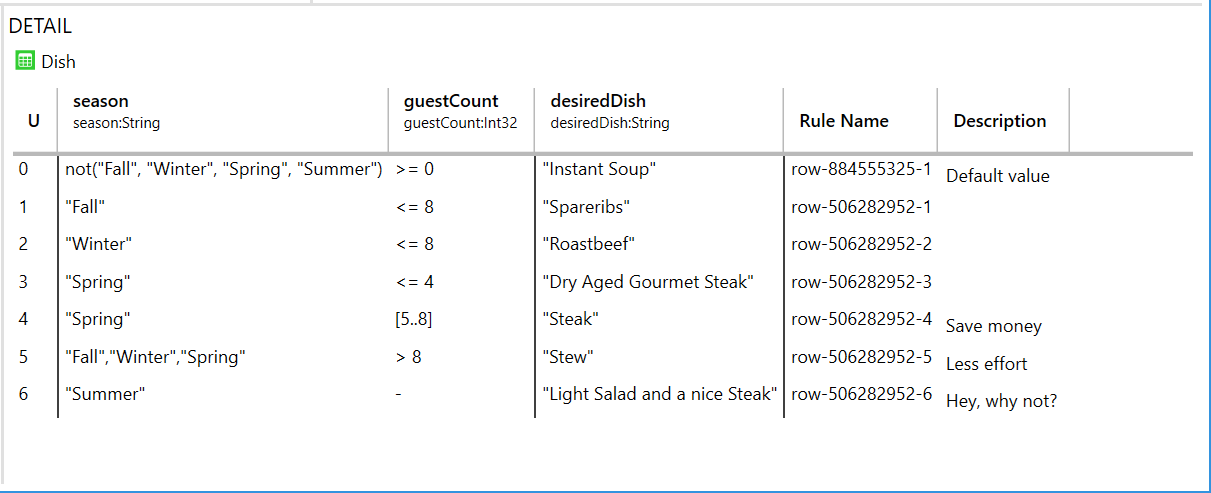 DETAIL
Dish
U season guestCount desiredDish Rule Name Description
season:String guestCount:Int32 desiredDish:String
0 not("Fall", "Winter", "Spring", "Summer") >= 0 "Instant Soup" row-884555325-1 Default value
1 "Fall" <= 8 "Spareribs" row-506282952-1
2 "Winter" <= 8 "Roastbeef" row-506282952-2
3 "Spring" <= 4 "Dry Aged Gourmet Steak" row-506282952-3
4 "Spring" [5..8] "Steak" row-506282952-4 Save money
5 "Fall","Winter","Spring" > 8 "Stew" row-506282952-5 Less effort
6 "Summer" - "Light Salad and a nice Steak" row-506282952-6 Hey, why not?